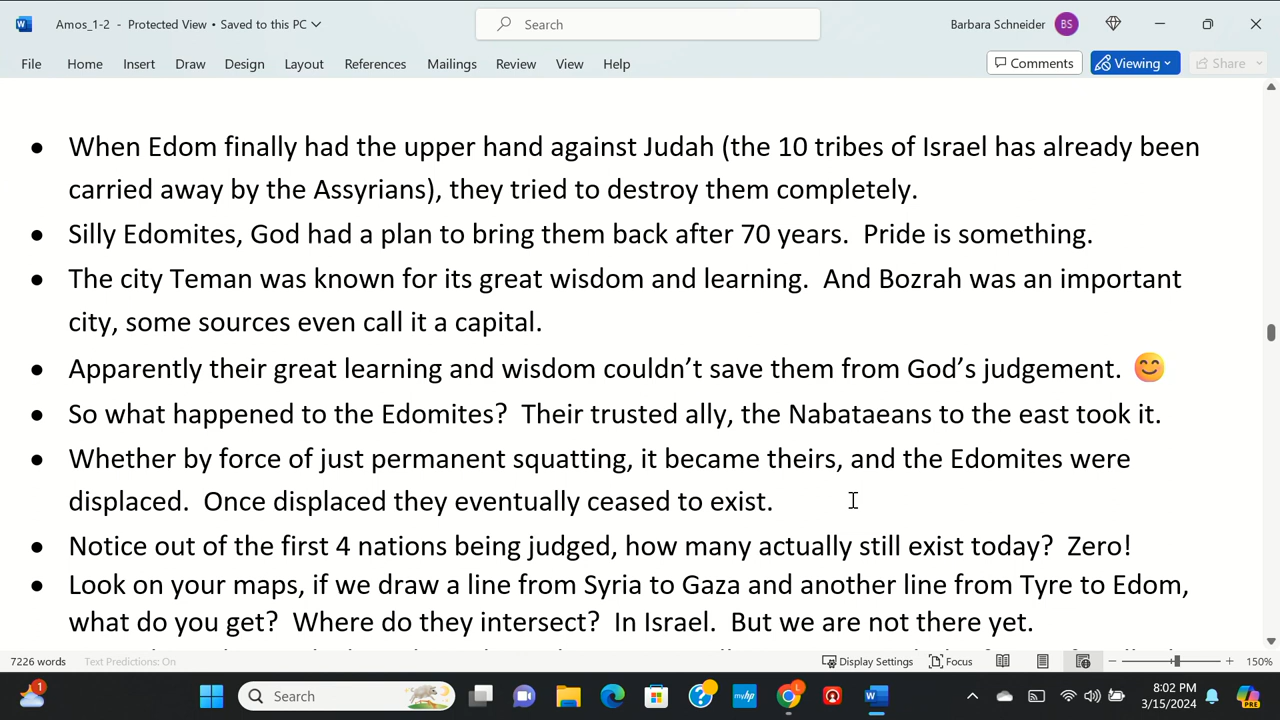 Amos_1-2 - Protected View • Saved to this PC
Search
Barbara Schneider
BS
File Home Insert Draw Design Layout References Mailings Review View Help
Comments Viewing Share
• When Edom finally had the upper hand against Judah (the 10 tribes of Israel has already been
carried away by the Assyrians), they tried to destroy them completely.
• Silly Edomites, God had a plan to bring them back after 70 years. Pride is something.
• The city Teman was known for its great wisdom and learning. And Bozrah was an important
city, some sources even call it a capital.
• Apparently their great learning and wisdom couldn’t save them from God’s judgement. 😊
• So what happened to the Edomites? Their trusted ally, the Nabataeans to the east took it.
• Whether by force of just permanent squatting, it became theirs, and the Edomites were
displaced. Once displaced they eventually ceased to exist.
• Notice out of the first 4 nations being judged, how many actually still exist today? Zero!
• Look on your maps, if we draw a line from Syria to Gaza and another line from Tyre to Edom,
what do you get? Where do they intersect? In Israel. But we are not there yet.
7226 words Text Predictions: On Display Settings Focus 150%
1 Search myhp L 8:02 PM PRE
3/15/2024